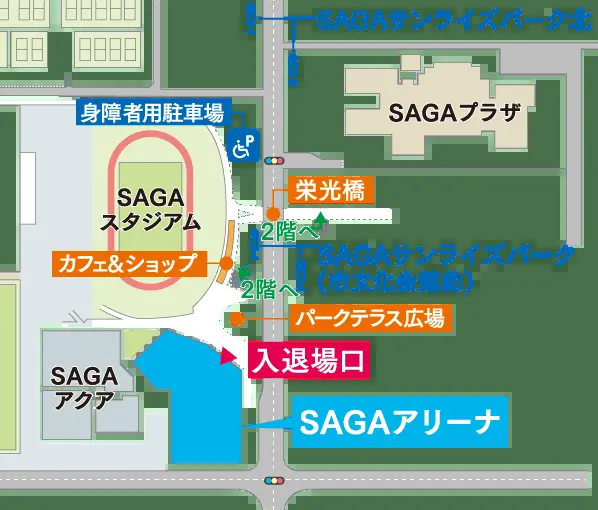 SAGAサンライズパーク北
身障者用駐車場
P
SAGAプラザ
SAGA
スタジアム
栄光橋
2階へ
カフェ&ショップ
SAGAサンライズパーク
(市文化会館前)
2階へ
パークテラス広場
入退場口
SAGA
アクア
SAGAアリーナ